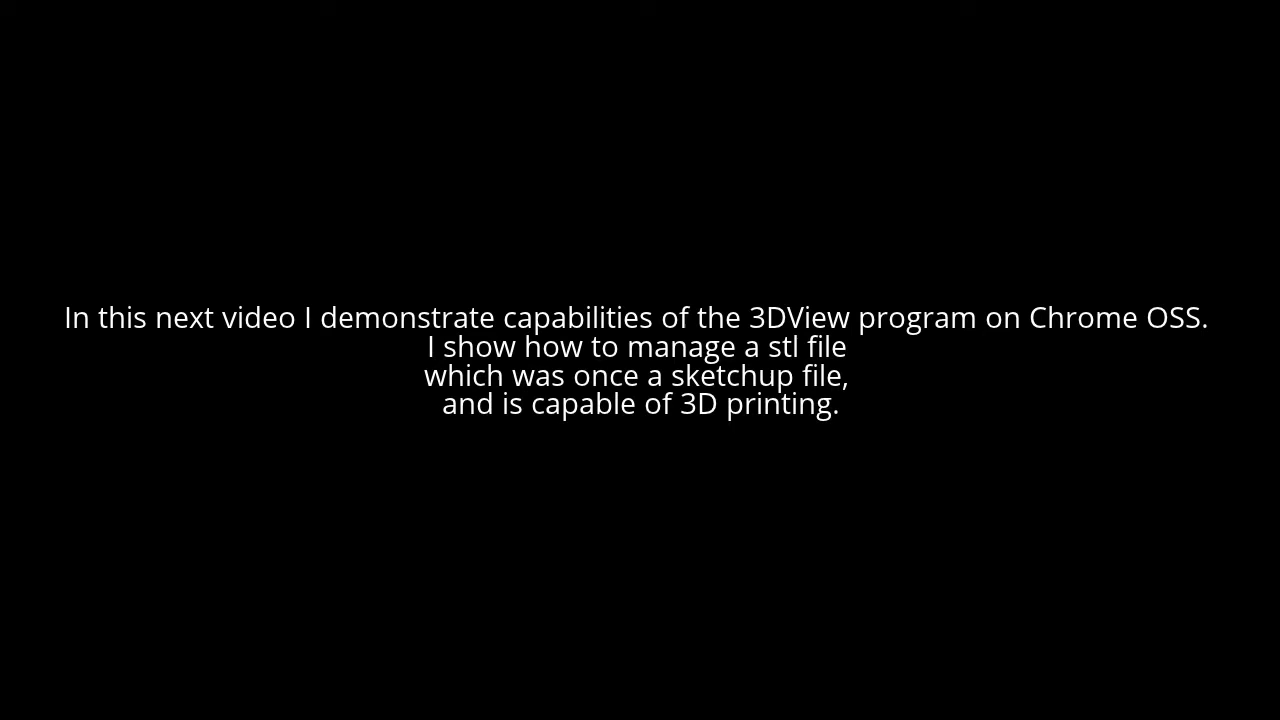 In this next video I demonstrate capabilities of the 3DView program on Chrome OSS.
I show how to manage a stl file
which was once a sketchup file,
and is capable of 3D printing.